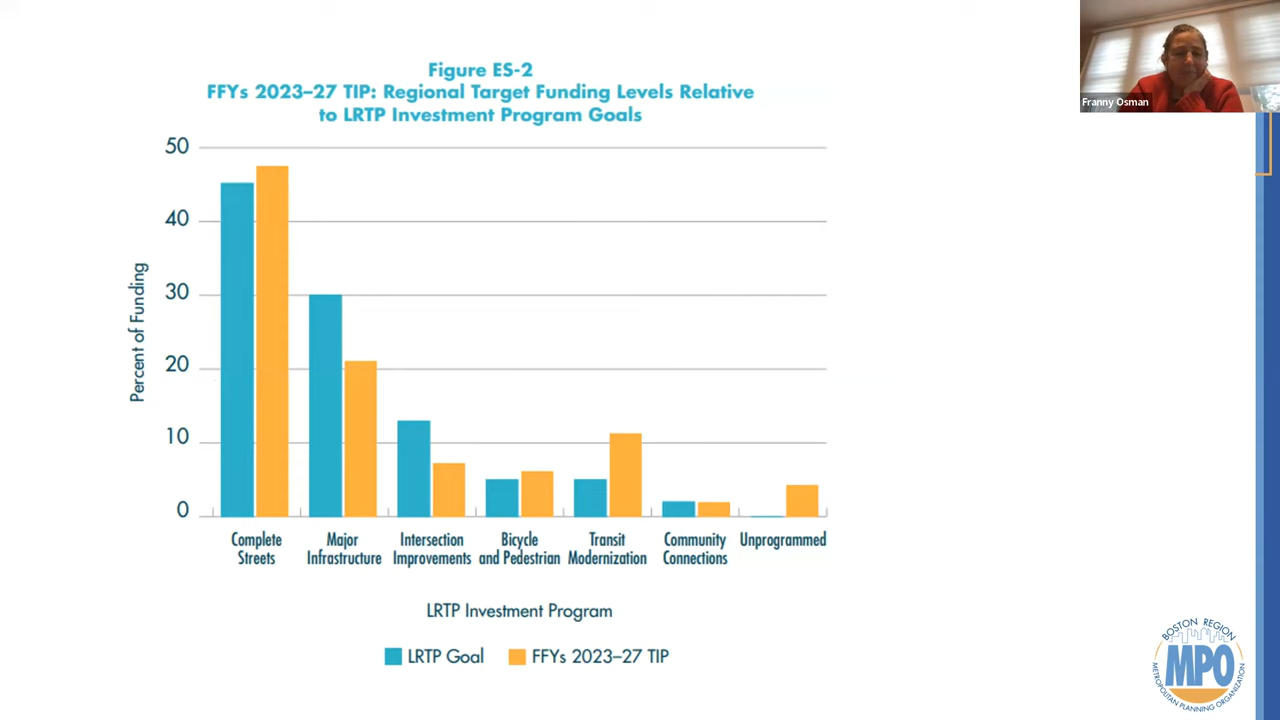 Figure ES-2
FFYs 2023–27 TIP: Regional Target Funding Levels Relative
to LRTP Investment Program Goals
Franny Osman
Percent of Funding
50
40
30
20
10
0
Complete
Streets
Major
Infrastructure
Intersection
Improvements
Bicycle
and Pedestrian
Transit
Modernization
Community
Connections
Unprogrammed
LRTP Investment Program
LRTP Goal
FFYs 2023–27 TIP
BOSTON REGION
MPO
METROPOLITAN PLANNING ORGANIZATION